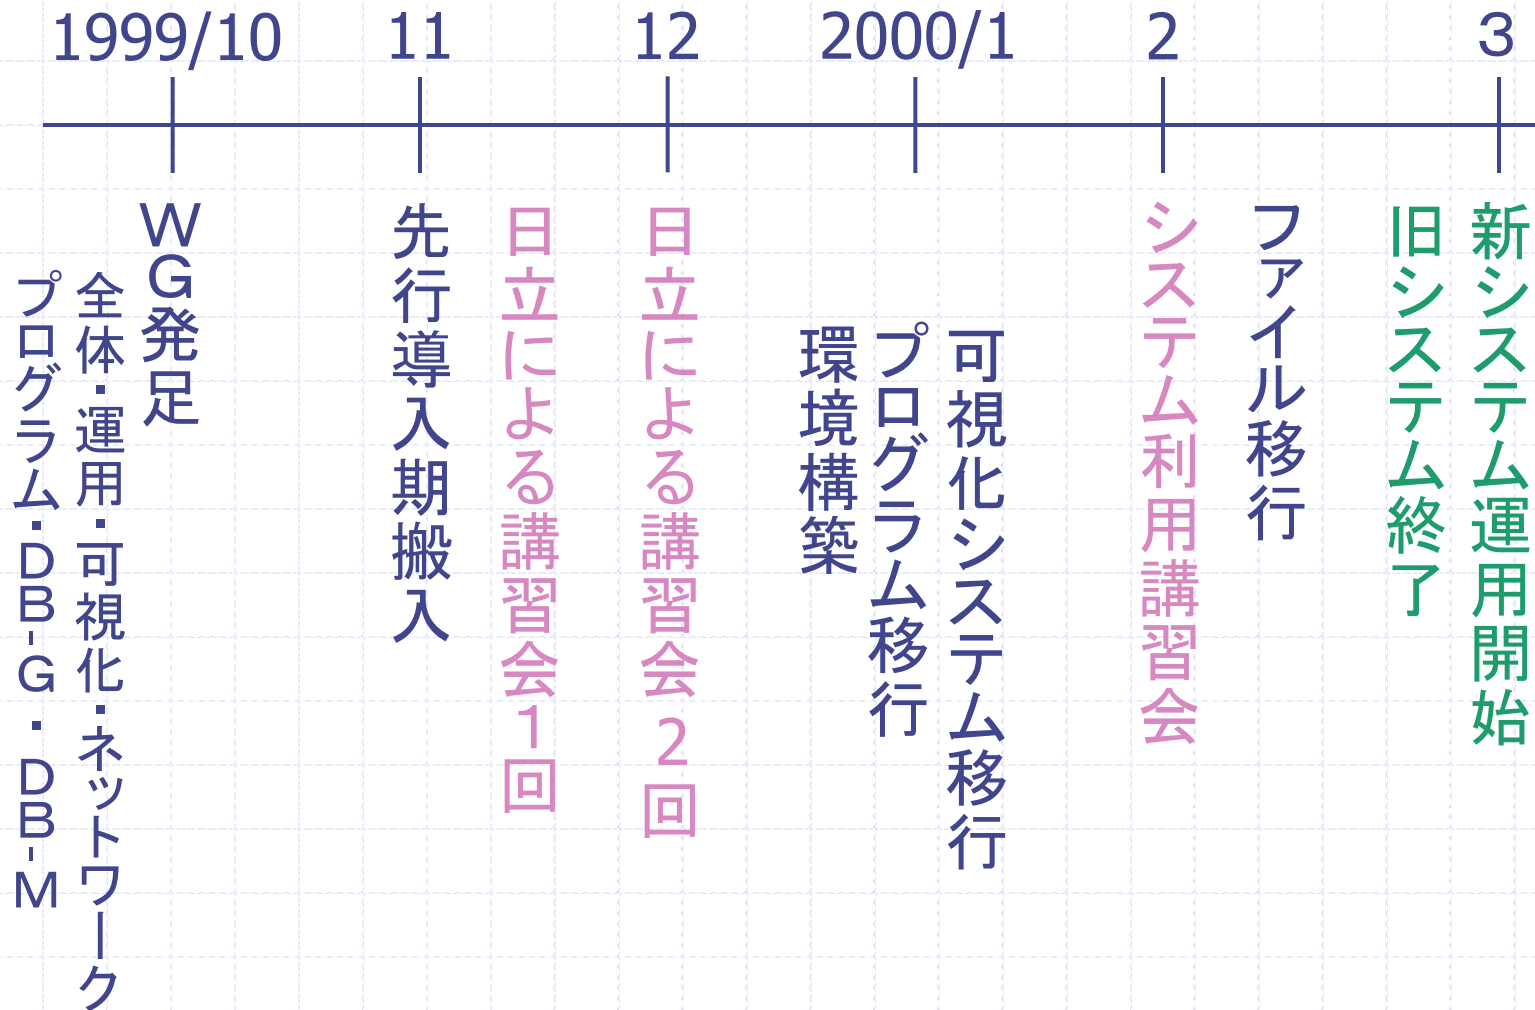 1999/10
11
12
2000/1
2
3
WG発足
全体・運用・可視化・ネットワーク
プログラム・DB-G・DB-M
先行導入期搬入
日立による講習会1回
日立による講習会2回
可視化システム移行
プログラム移行
環境構築
システム利用講習会
ファイル移行
旧システム終了
新システム運用開始